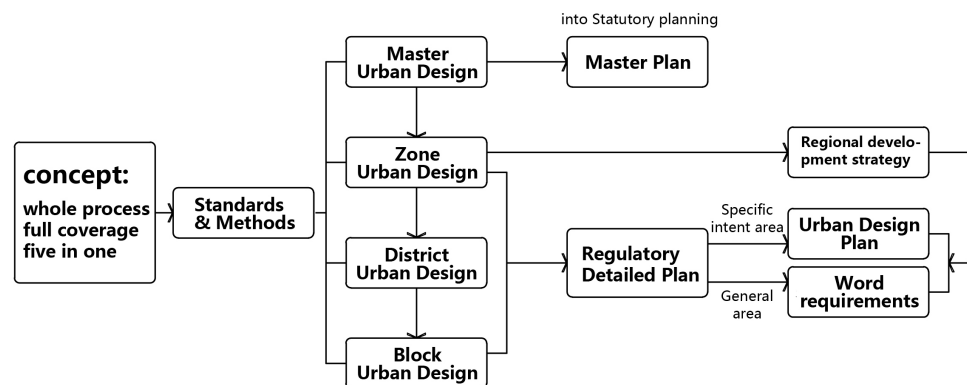 into Statutory planning
Master
Urban Design
Master Plan
concept:
whole process
full coverage
five in one
Standards
& Methods
Zone
Urban Design
Regional develo-
pment strategy
District
Urban Design
Regulatory
Detailed Plan
Specific
intent area
Urban Design
Plan
General
area
Word
requirements
Block
Urban Design